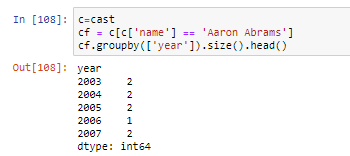 In [108]: c=cast
cf = c[c['name'] == 'Aaron Abrams']
cf.groupby(['year']).size().head()
Out[108]: year
2003 2
2004 2
2005 2
2006 1
2007 2
dtype: int64